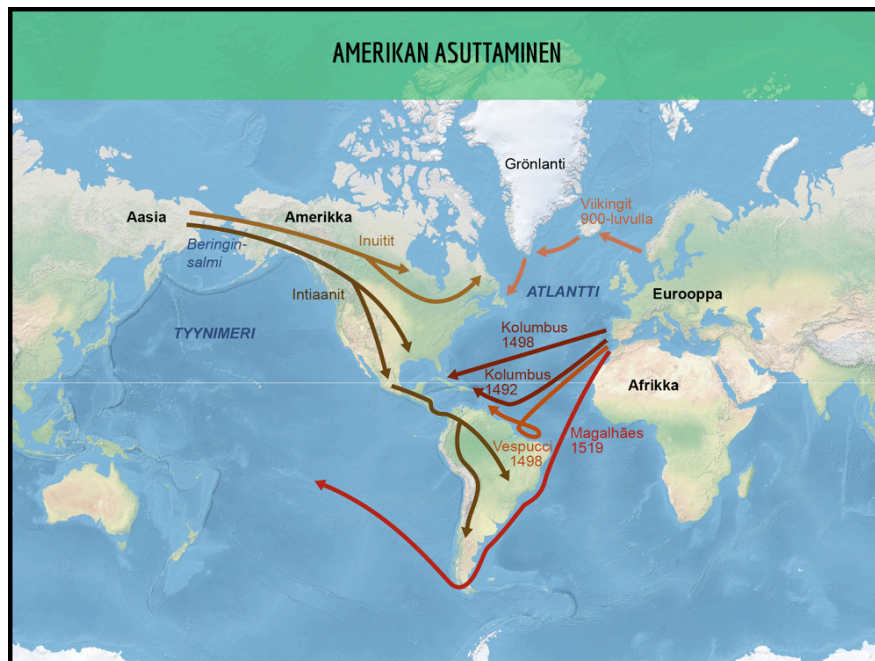 AMERIKAN ASUTTAMINEN
Grönlanti
Viikingit
900-luvulla
Aasia
Amerikka
Inuitit
Beringin-
salmi
Intiaanit
ATLANTTI
Eurooppa
TYYNIMERI
Kolumbus
1498
Kolumbus
1492
Afrikka
Vespucci
1498
Magalhães
1519